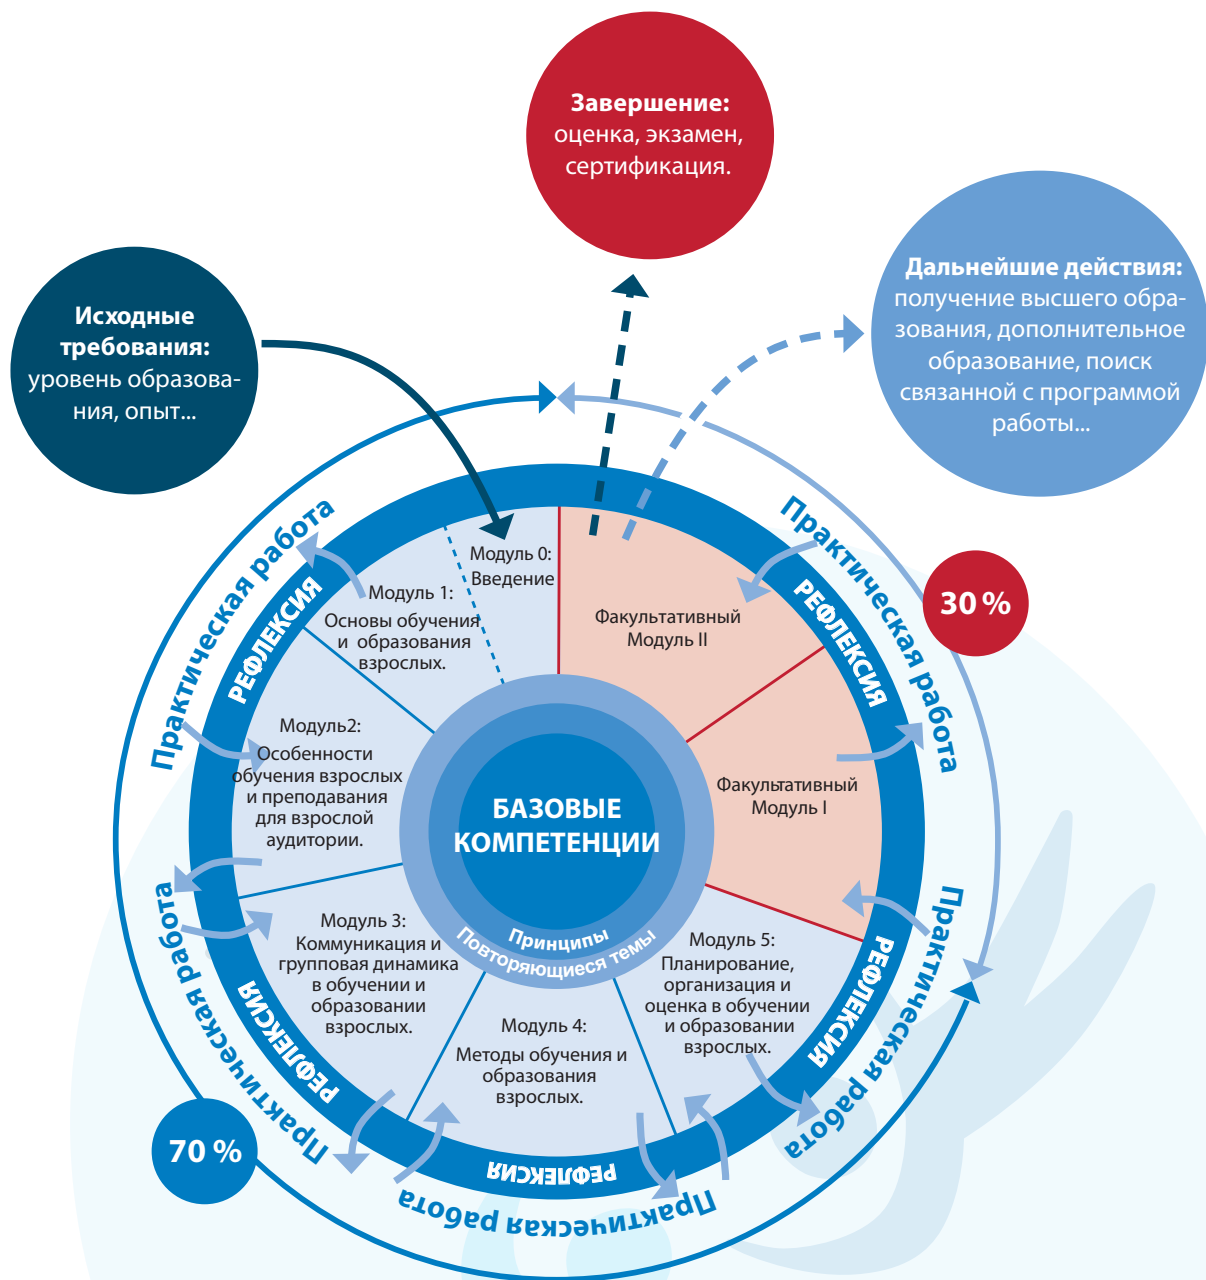 Завершение:
оценка, экзамен,
сертификация.
Дальнейшие действия:
получение высшего обра-
зования, дополнительное
образование, поиск
связанной с программой
работы...
Исходные
требования:
уровень образова-
ния, опыт...
Практическая работа
Практическая работа
РЕФЛЕКСИЯ
РЕФЛЕКСИЯ
30 %
Модуль 0:
Введение
Модуль 1:
Основы обучения
и образования
взрослых.
Факультативный
Модуль II
Модуль2:
Особенности
обучения взрослых
и преподавания
для взрослой
аудитории.
Факультативный
Модуль I
БАЗОВЫЕ
КОМПЕТЕНЦИИ
Принципы
Повторяющиеся темы
Модуль 3:
Коммуникация и
групповая динамика
в обучении и
образовании
взрослых.
Модуль 5:
Планирование,
организация и
оценка в обучении
и образовании
взрослых.
Модуль 4:
Методы обучения и
образования
взрослых.
РЕФЛЕКСИЯ
РЕФЛЕКСИЯ
РЕФЛЕКСИЯ
Практическая работа
Практическая работа
Практическая работа
70 %